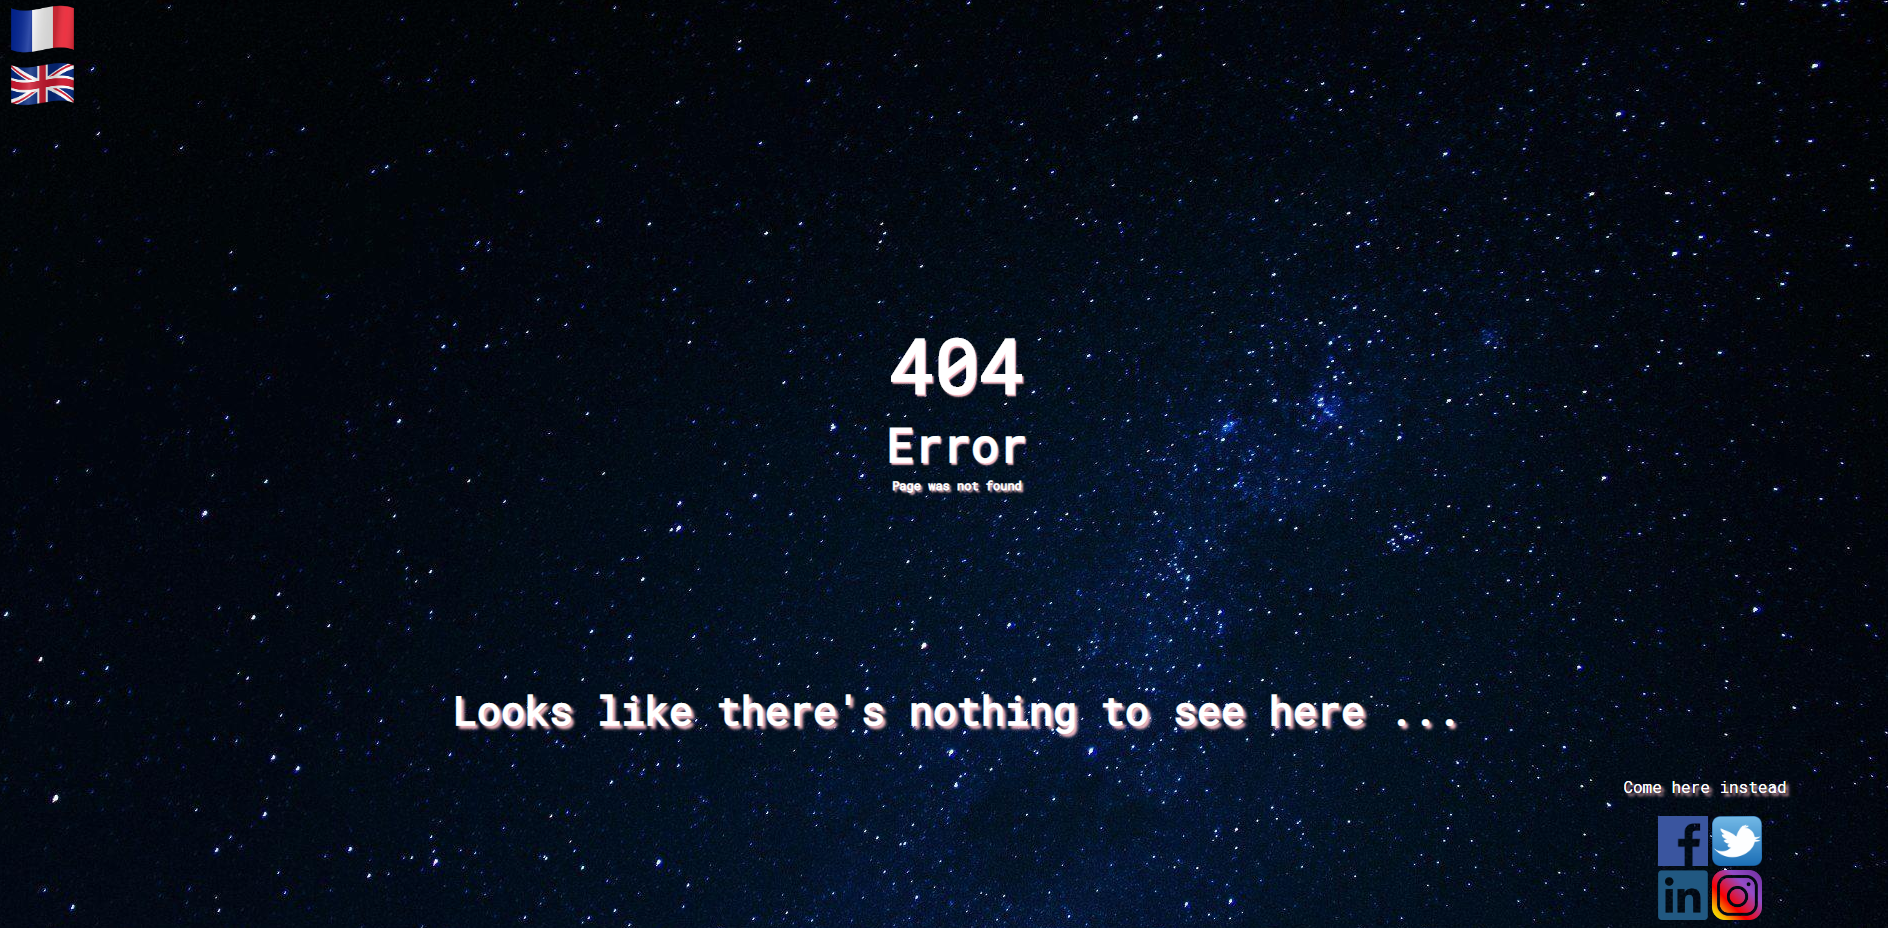 404
Error
Page was not found
Looks like there's nothing to see here ...
Come here instead
f
in